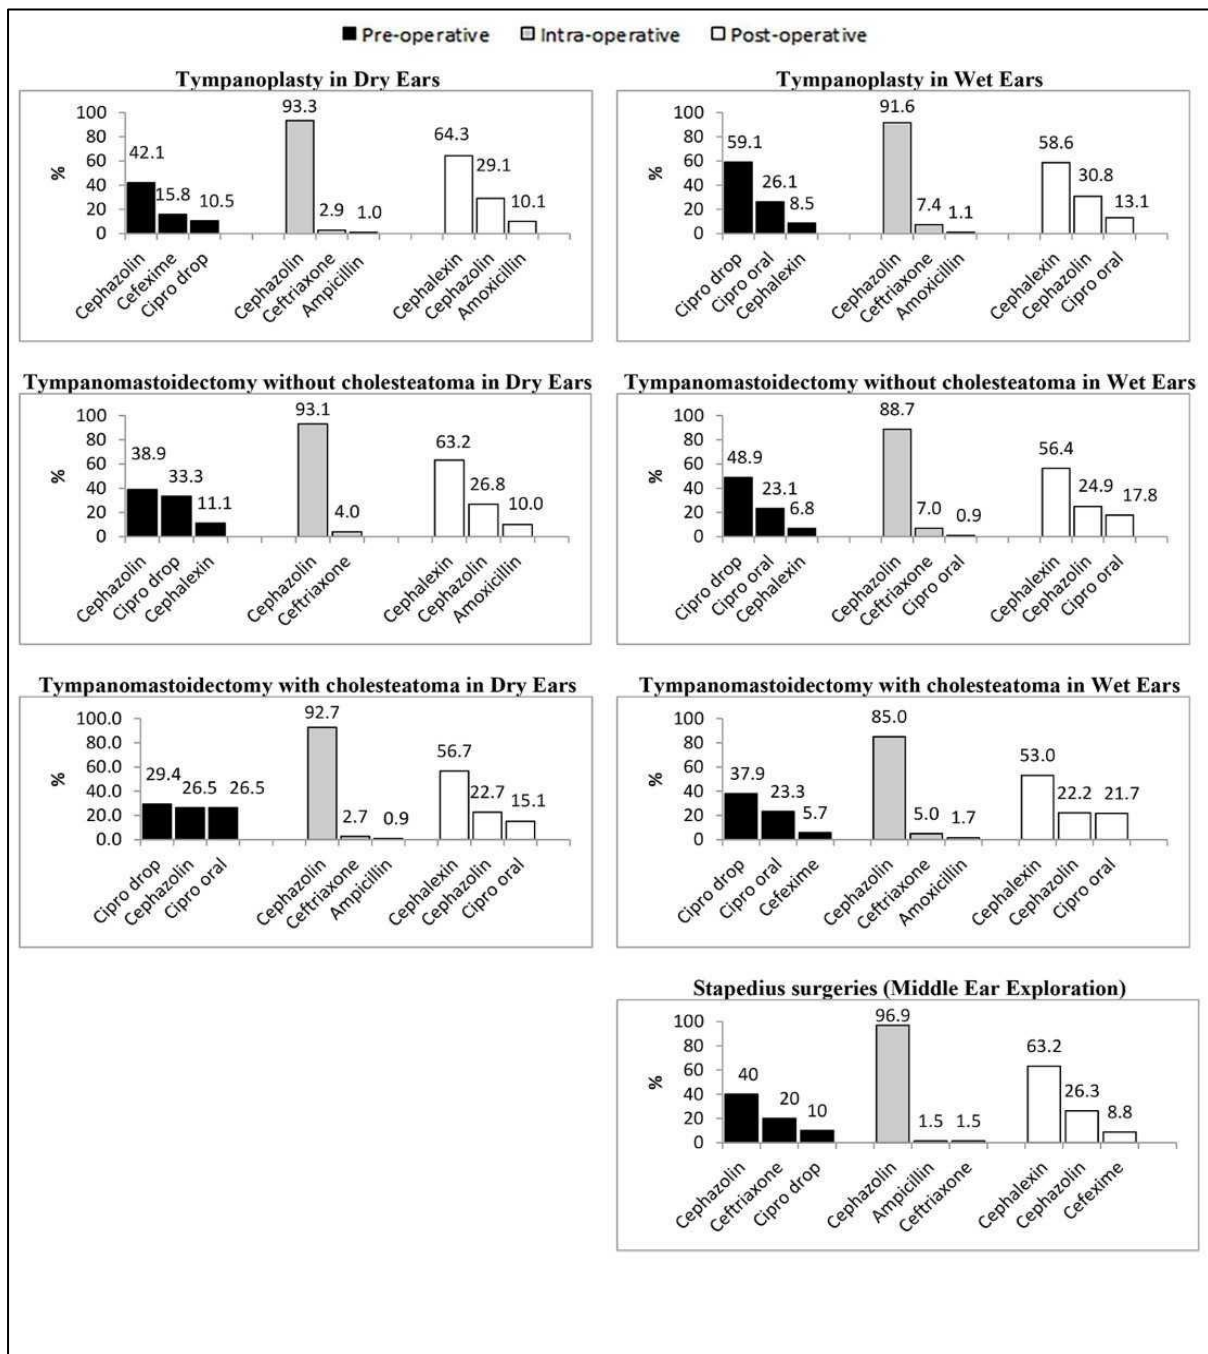 Pre-operative Intra-operative Post-operative
Tympanoplasty in Dry Ears
%
100
80
60
40
20
0
42.1
15.8
10.5
93.3
2.9
1.0
64.3
29.1
10.1
Cephazolin
Cefexime
Cipro drop
Cephazolin
Ceftriaxone
Ampicillin
Cephalexin
Cephazolin
Amoxicillin
Tympanoplasty in Wet Ears
%
100
80
60
40
20
0
59.1
26.1
8.5
91.6
7.4
1.1
58.6
30.8
13.1
Cipro drop
Cipro oral
Cephalexin
Cephazolin
Ceftriaxone
Amoxicillin
Cephalexin
Cephazolin
Cipro oral
Tympanomastoidectomy without cholesteatoma in Dry Ears
%
100
80
60
40
20
0
38.9
33.3
11.1
93.1
4.0
63.2
26.8
10.0
Cephazolin
Cipro drop
Cephalexin
Cephazolin
Ceftriaxone
Cephalexin
Cephazolin
Amoxicillin
Tympanomastoidectomy without cholesteatoma in Wet Ears
%
100
80
60
40
20
0
48.9
23.1
6.8
88.7
7.0
0.9
56.4
24.9
17.8
Cipro drop
Cipro oral
Cephalexin
Cephazolin
Ceftriaxone
Cipro oral
Cephalexin
Cephazolin
Cipro oral
Tympanomastoidectomy with cholesteatoma in Dry Ears
%
100.0
80.0
60.0
40.0
20.0
0.0
29.4
26.5
26.5
92.7
2.7
0.9
56.7
22.7
15.1
Cipro drop
Cephazolin
Cipro oral
Cephazolin
Ceftriaxone
Ampicillin
Cephalexin
Cephazolin
Cipro oral
Tympanomastoidectomy with cholesteatoma in Wet Ears
%
100
80
60
40
20
0
37.9
23.3
5.7
85.0
5.0
1.7
53.0
22.2
21.7
Cipro drop
Cipro oral
Cefexime
Cephazolin
Ceftriaxone
Amoxicillin
Cephalexin
Cephazolin
Cipro oral
Stapedius surgeries (Middle Ear Exploration)
%
100
80
60
40
20
0
40
20
10
96.9
1.5
1.5
63.2
26.3
8.8
Cephazolin
Ceftriaxone
Cipro drop
Cephazolin
Ampicillin
Ceftriaxone
Cephalexin
Cephazolin
Cefexime